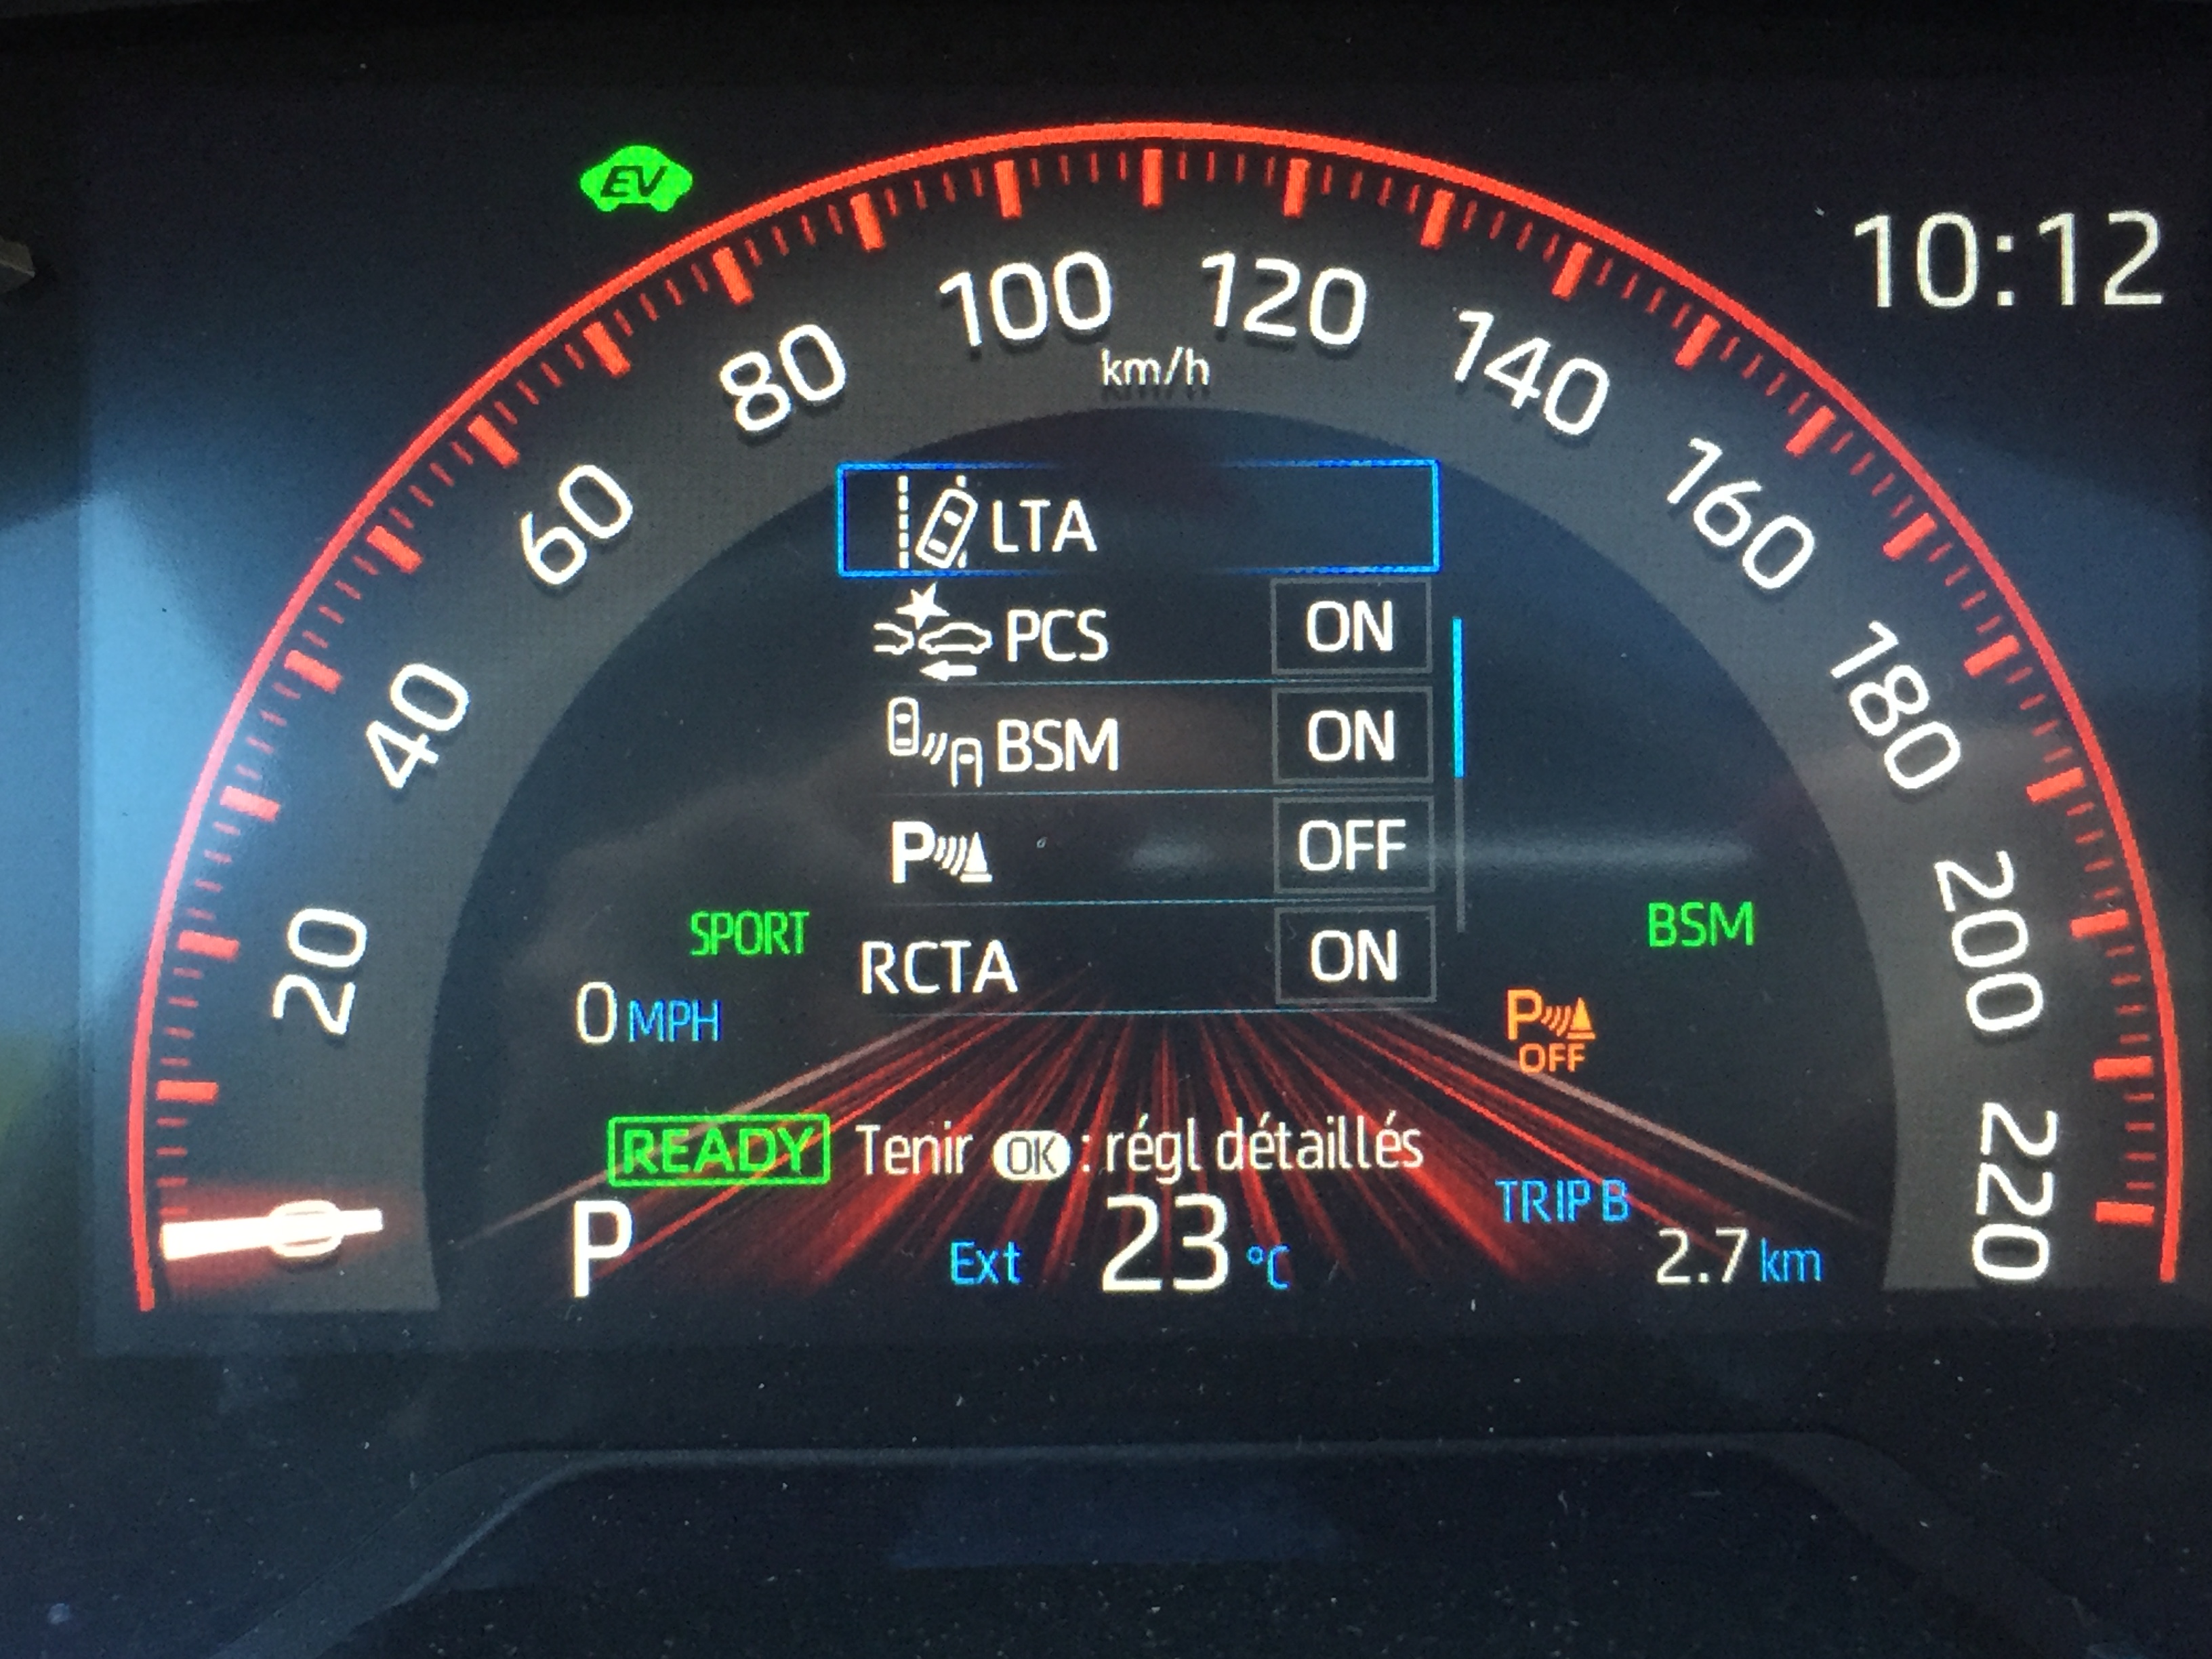 EV
10:12
20
40
60
80
100
120
140
160
180
200
220
km/h
LTA
PCS ON
BSM ON
P OFF
RCTA ON
SPORT
0 MPH
BSM
P
OFF
READY
Tenir OK : régl détaillés
P
Ext 23 °C
TRIP B
2.7 km